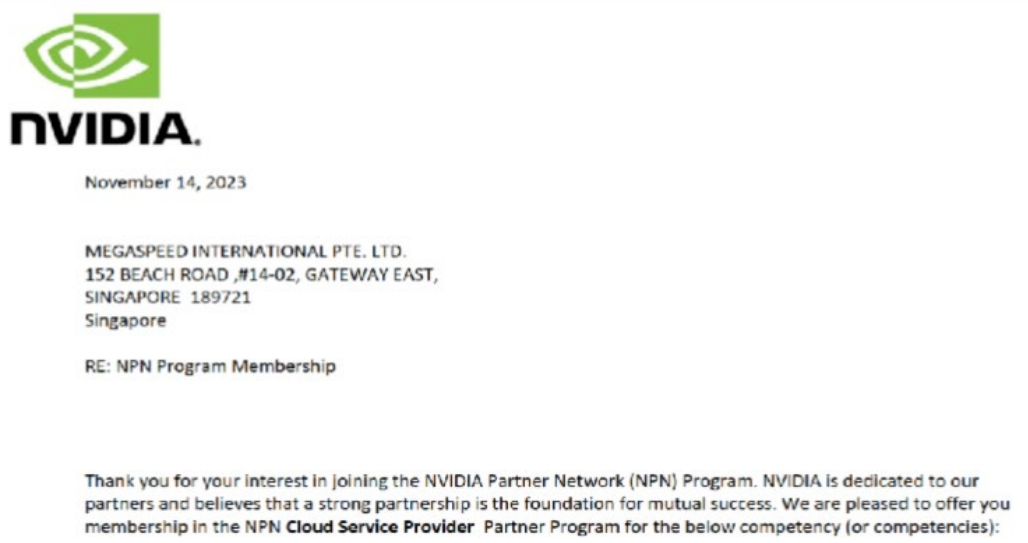 NVIDIA.
November 14, 2023
MEGASPEED INTERNATIONAL PTE. LTD.
152 BEACH ROAD ,#14-02, GATEWAY EAST,
SINGAPORE 189721
Singapore
RE: NPN Program Membership
Thank you for your interest in joining the NVIDIA Partner Network (NPN) Program. NVIDIA is dedicated to our
partners and believes that a strong partnership is the foundation for mutual success. We are pleased to offer you
membership in the NPN Cloud Service Provider Partner Program for the below competency (or competencies):